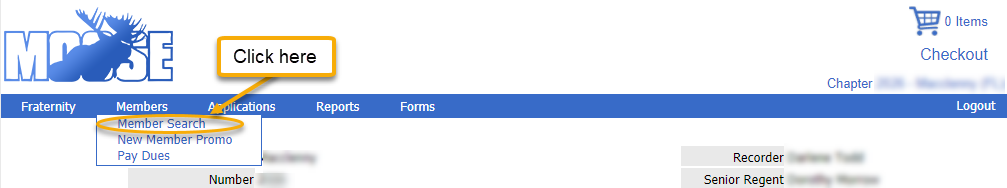 MOOSE
0 Items
Checkout
Click here
Chapter
Fraternity Members Applications Reports Forms Logout
Member Search
New Member Promo
Pay Dues
Recorder
Number
Senior Regent